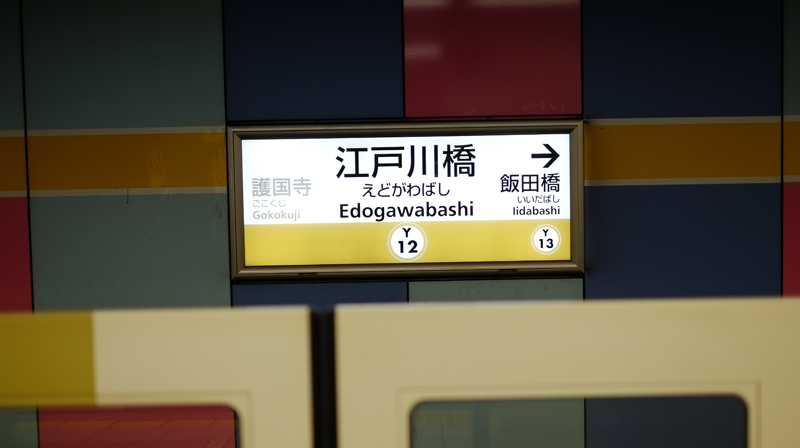 護国寺
ごこくじ
Gokokuji
江戸川橋
えどがわばし
Edogawabashi
→
飯田橋
いいだばし
Iidabashi
Y
12
Y
13